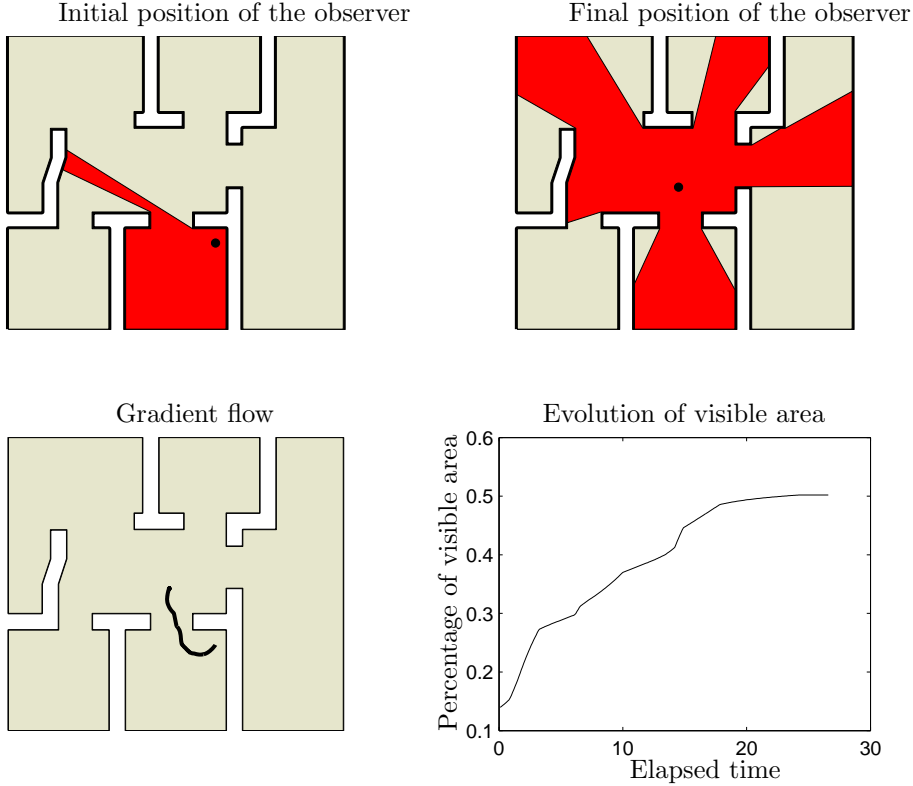 Initial position of the observer
Final position of the observer
Gradient flow
Evolution of visible area
Percentage of visible area
0.6
0.5
0.4
0.3
0.2
0.1
0
10
20
30
Elapsed time